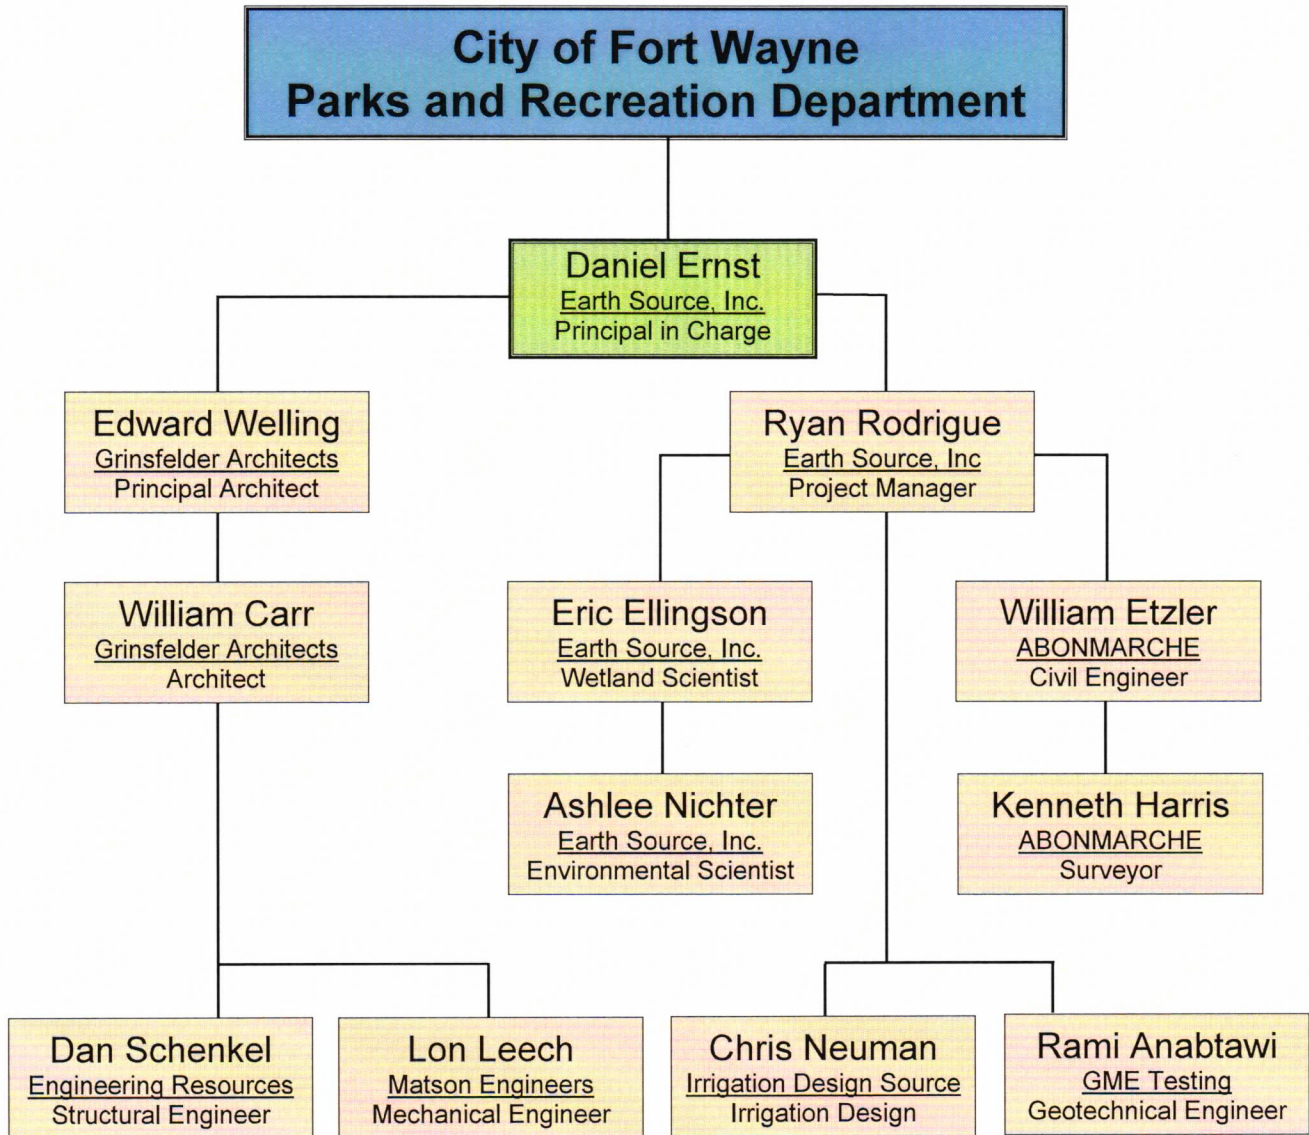 City of Fort Wayne
Parks and Recreation Department
Daniel Ernst
Earth Source, Inc.
Principal in Charge
Edward Welling
Grinsfelder Architects
Principal Architect
Ryan Rodrigue
Earth Source, Inc
Project Manager
William Carr
Grinsfelder Architects
Architect
Eric Ellingson
Earth Source, Inc.
Wetland Scientist
William Etzler
ABONMARCHE
Civil Engineer
Ashlee Nichter
Earth Source, Inc.
Environmental Scientist
Kenneth Harris
ABONMARCHE
Surveyor
Dan Schenkel
Engineering Resources
Structural Engineer
Lon Leech
Matson Engineers
Mechanical Engineer
Chris Neuman
Irrigation Design Source
Irrigation Design
Rami Anabtawi
GME Testing
Geotechnical Engineer